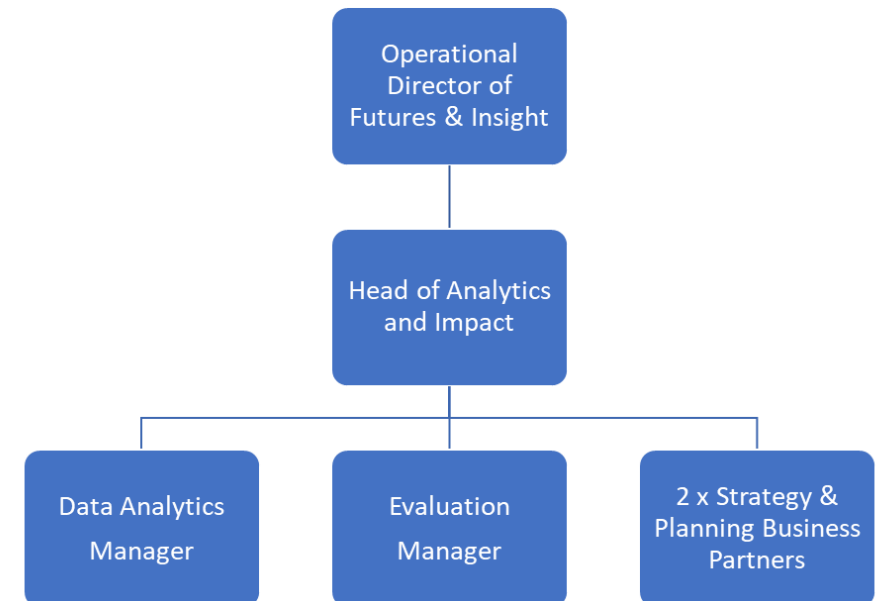 Operational
Director of
Futures & Insight
Head of Analytics
and Impact
Data Analytics
Manager
Evaluation
Manager
2 x Strategy &
Planning Business
Partners